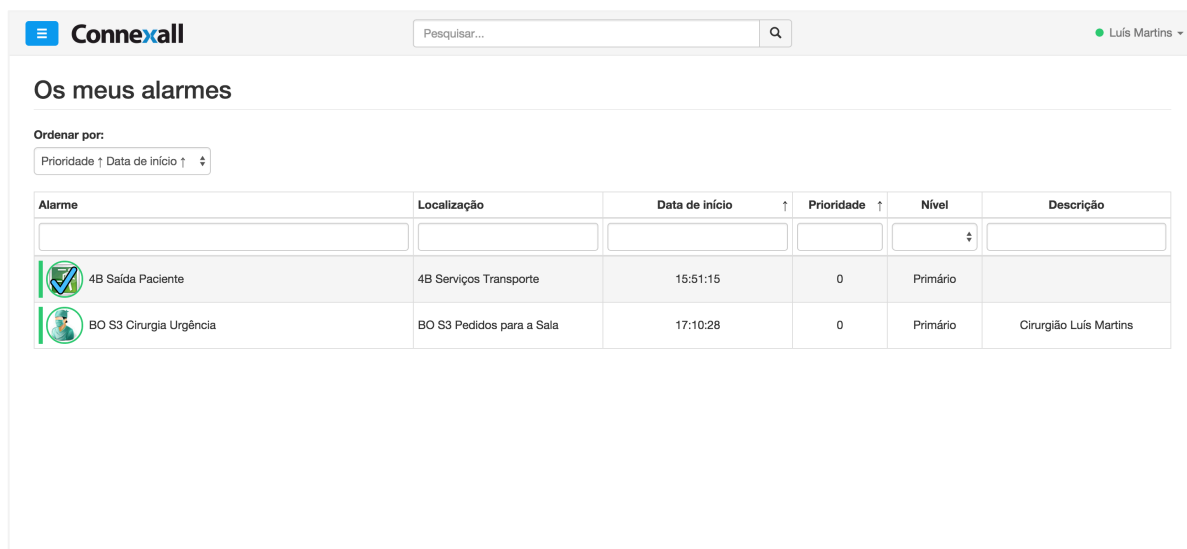 Connexall
Pesquisar...
Luís Martins
Os meus alarmes
Ordenar por:
Prioridade ↑ Data de início ↑
Alarme Localização Data de início ↑ Prioridade ↑ Nível Descrição
4B Saída Paciente 4B Serviços Transporte 15:51:15 0 Primário
BO S3 Cirurgia Urgência BO S3 Pedidos para a Sala 17:10:28 0 Primário Cirurgião Luís Martins